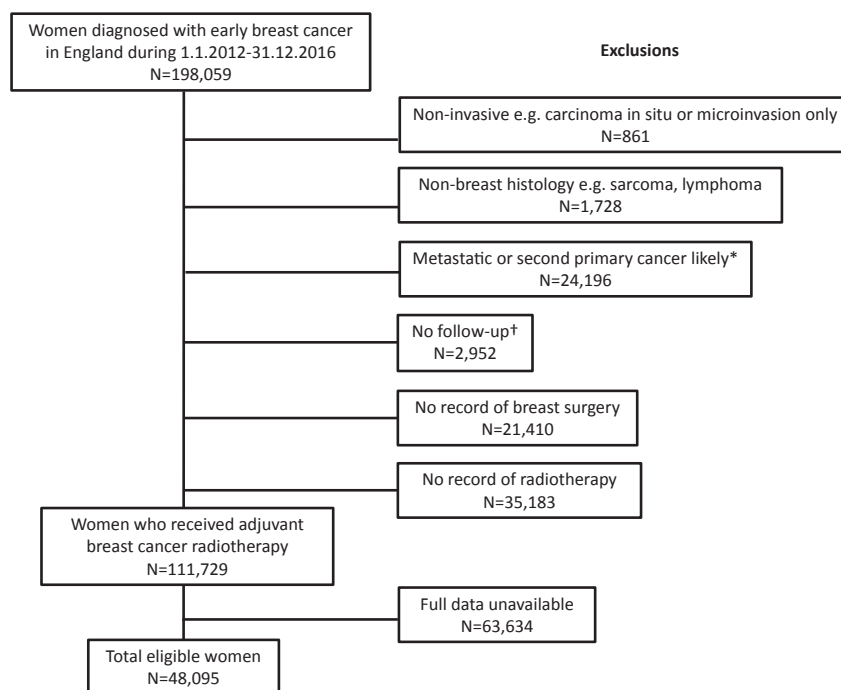 Women diagnosed with early breast cancer
in England during 1.1.2012-31.12.2016
N=198,059
Exclusions
Non-invasive e.g. carcinoma in situ or microinvasion only
N=861
Non-breast histology e.g. sarcoma, lymphoma
N=1,728
Metastatic or second primary cancer likely*
N=24,196
No follow-up†
N=2,952
No record of breast surgery
N=21,410
No record of radiotherapy
N=35,183
Women who received adjuvant
breast cancer radiotherapy
N=111,729
Full data unavailable
N=63,634
Total eligible women
N=48,095